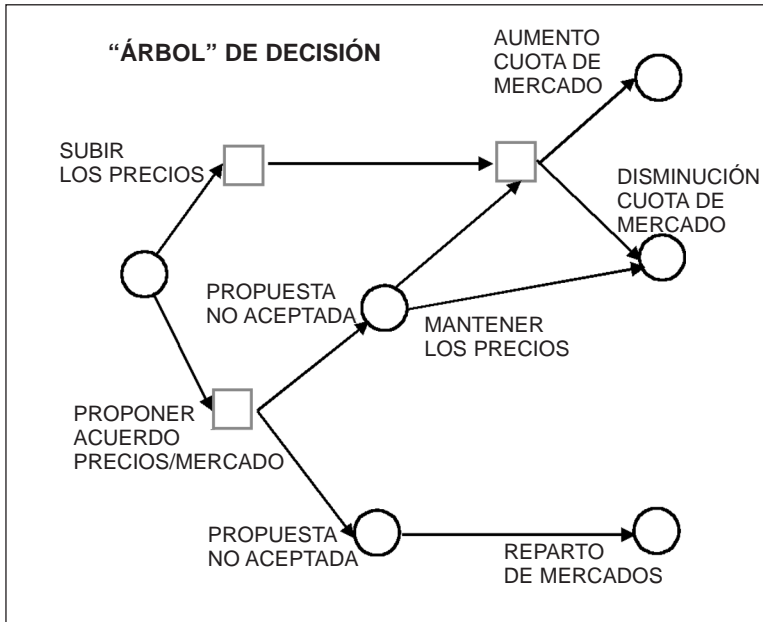 “ÁRBOL” DE DECISIÓN
AUMENTO
CUOTA DE
MERCADO
SUBIR
LOS PRECIOS
DISMINUCIÓN
CUOTA DE
MERCADO
PROPUESTA
NO ACEPTADA
MANTENER
LOS PRECIOS
PROPONER
ACUERDO
PRECIOS/MERCADO
PROPUESTA
NO ACEPTADA
REPARTO
DE MERCADOS